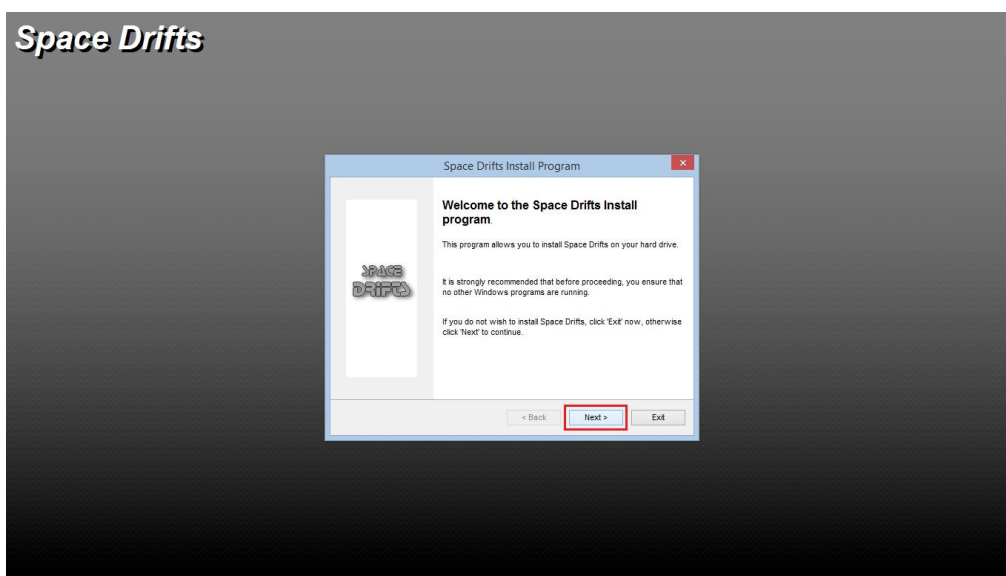 Space Drifts
Space Drifts Install Program
Welcome to the Space Drifts Install
program.
This program allows you to install Space Drifts on your hard drive.
SPACE
DRIFTS
It is strongly recommended that before proceeding, you ensure that
no other Windows programs are running.
If you do not wish to install Space Drifts, click 'Exit' now, otherwise
click 'Next' to continue.
< Back
Next >
Exit